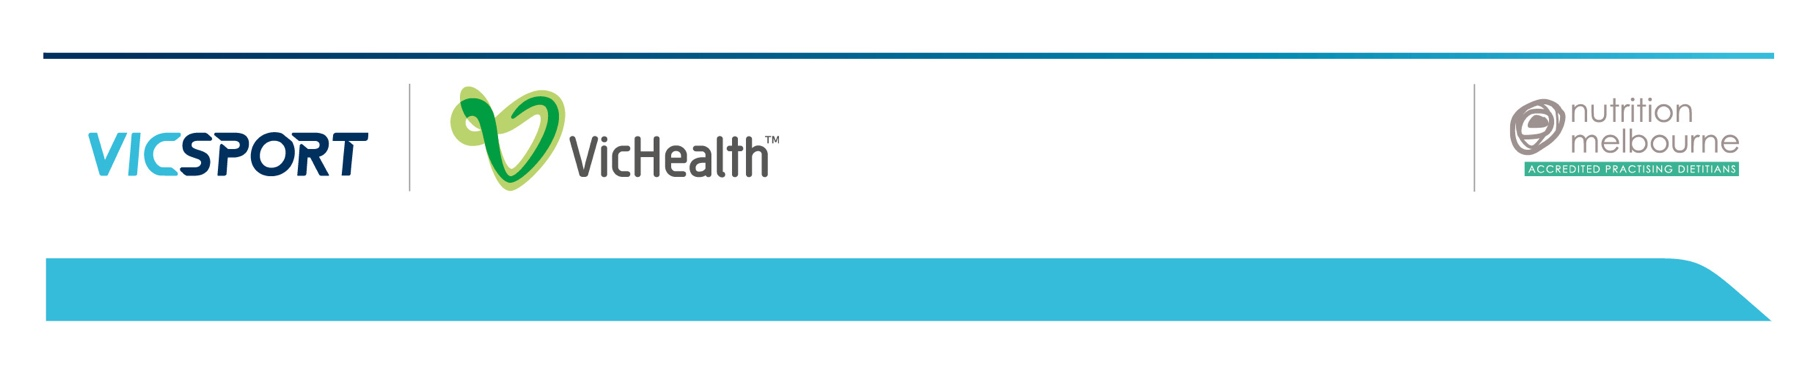 VICSPORT
VicHealth™
nutrition
melbourne
ACCREDITED PRACTISING DIETITIANS